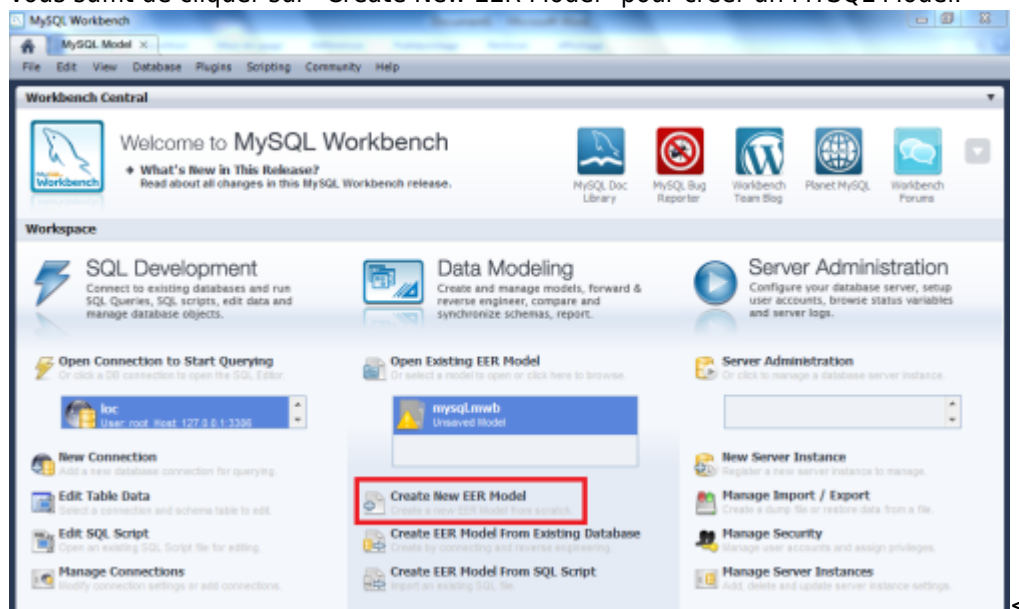 Vous suffit de cliquer sur "Create New EER Model" pour créer un MySQL Model.
MySQL Workbench
MySQL Model ×
File Edit View Database Plugins Scripting Community Help
Workbench Central
Welcome to MySQL Workbench
What's New in This Release?
Read about all changes in this MySQL Workbench release.
Workbench
MySQL Doc Library
MySQL Bug Reporter
Workbench Team Blog
Planet MySQL
Workbench Forums
Workspace
SQL Development
Connect to existing databases and run
SQL Queries, SQL scripts, edit data and
manage database objects.
Data Modeling
Create and manage models, forward &
reverse engineer, compare and
synchronize schemas, report.
Server Administration
Configure your database server, setup
user accounts, browse status variables
and server logs.
Open Connection to Start Querying
Or click a DB connection to open the SQL Editor.
loc
User: root Host: 127.0.0.1:3306
New Connection
Add a new database connection for querying.
Edit Table Data
Select a connection and schema table to edit.
Edit SQL Script
Open an existing SQL Script file for editing.
Manage Connections
Modify connection settings or add connections.
Open Existing EER Model
Or select a model to open or click here to browse.
mysql.mwb
Unsaved Model
Create New EER Model
Create a new EER Model from scratch.
Create EER Model From Existing Database
Create by connecting and reverse engineering.
Create EER Model From SQL Script
Import an existing SQL file.
Server Administration
Or click to manage a database server instance.
New Server Instance
Register a new server instance to manage.
Manage Import / Export
Create a dump file or restore data from a file.
Manage Security
Manage user accounts and assign privileges.
Manage Server Instances
Add, delete and update server instance settings.